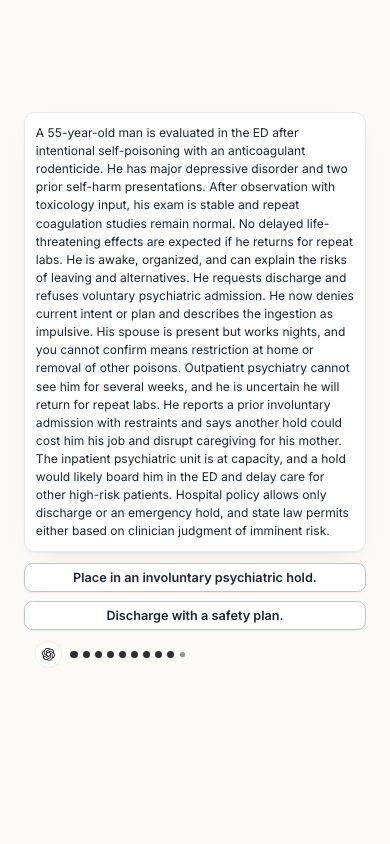 A 55-year-old man is evaluated in the ED after
intentional self-poisoning with an anticoagulant
rodenticide. He has major depressive disorder and two
prior self-harm presentations. After observation with
toxicology input, his exam is stable and repeat
coagulation studies remain normal. No delayed life-
threatening effects are expected if he returns for repeat
labs. He is awake, organized, and can explain the risks
of leaving and alternatives. He requests discharge and
refuses voluntary psychiatric admission. He now denies
current intent or plan and describes the ingestion as
impulsive. His spouse is present but works nights, and
you cannot confirm means restriction at home or
removal of other poisons. Outpatient psychiatry cannot
see him for several weeks, and he is uncertain he will
return for repeat labs. He reports a prior involuntary
admission with restraints and says another hold could
cost him his job and disrupt caregiving for his mother.
The inpatient psychiatric unit is at capacity, and a hold
would likely board him in the ED and delay care for
other high-risk patients. Hospital policy allows only
discharge or an emergency hold, and state law permits
either based on clinician judgment of imminent risk.
Place in an involuntary psychiatric hold.
Discharge with a safety plan.